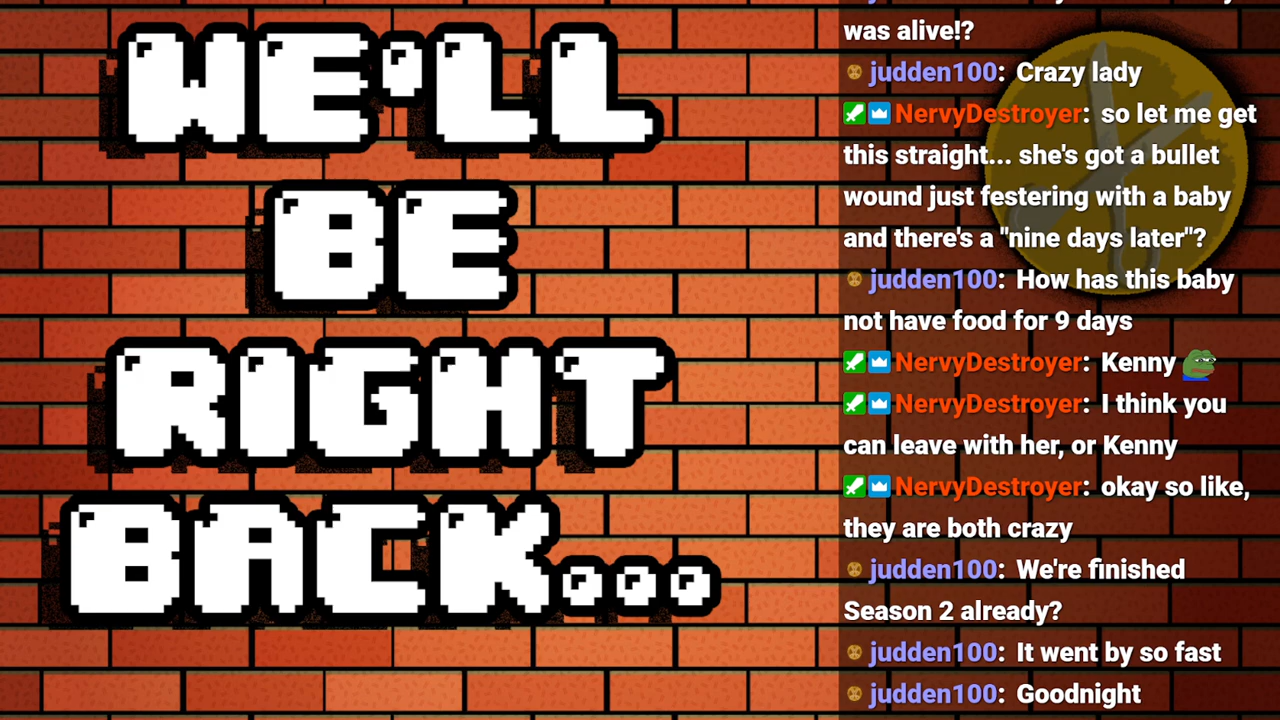 WE'LL
BE
RIGHT
BACK...
was alive!?
judden100: Crazy lady
NervyDestroyer: so let me get
this straight... she's got a bullet
wound just festering with a baby
and there's a "nine days later"?
judden100: How has this baby
not have food for 9 days
NervyDestroyer: Kenny
NervyDestroyer: I think you
can leave with her, or Kenny
NervyDestroyer: okay so like,
they are both crazy
judden100: We're finished
Season 2 already?
judden100: It went by so fast
judden100: Goodnight